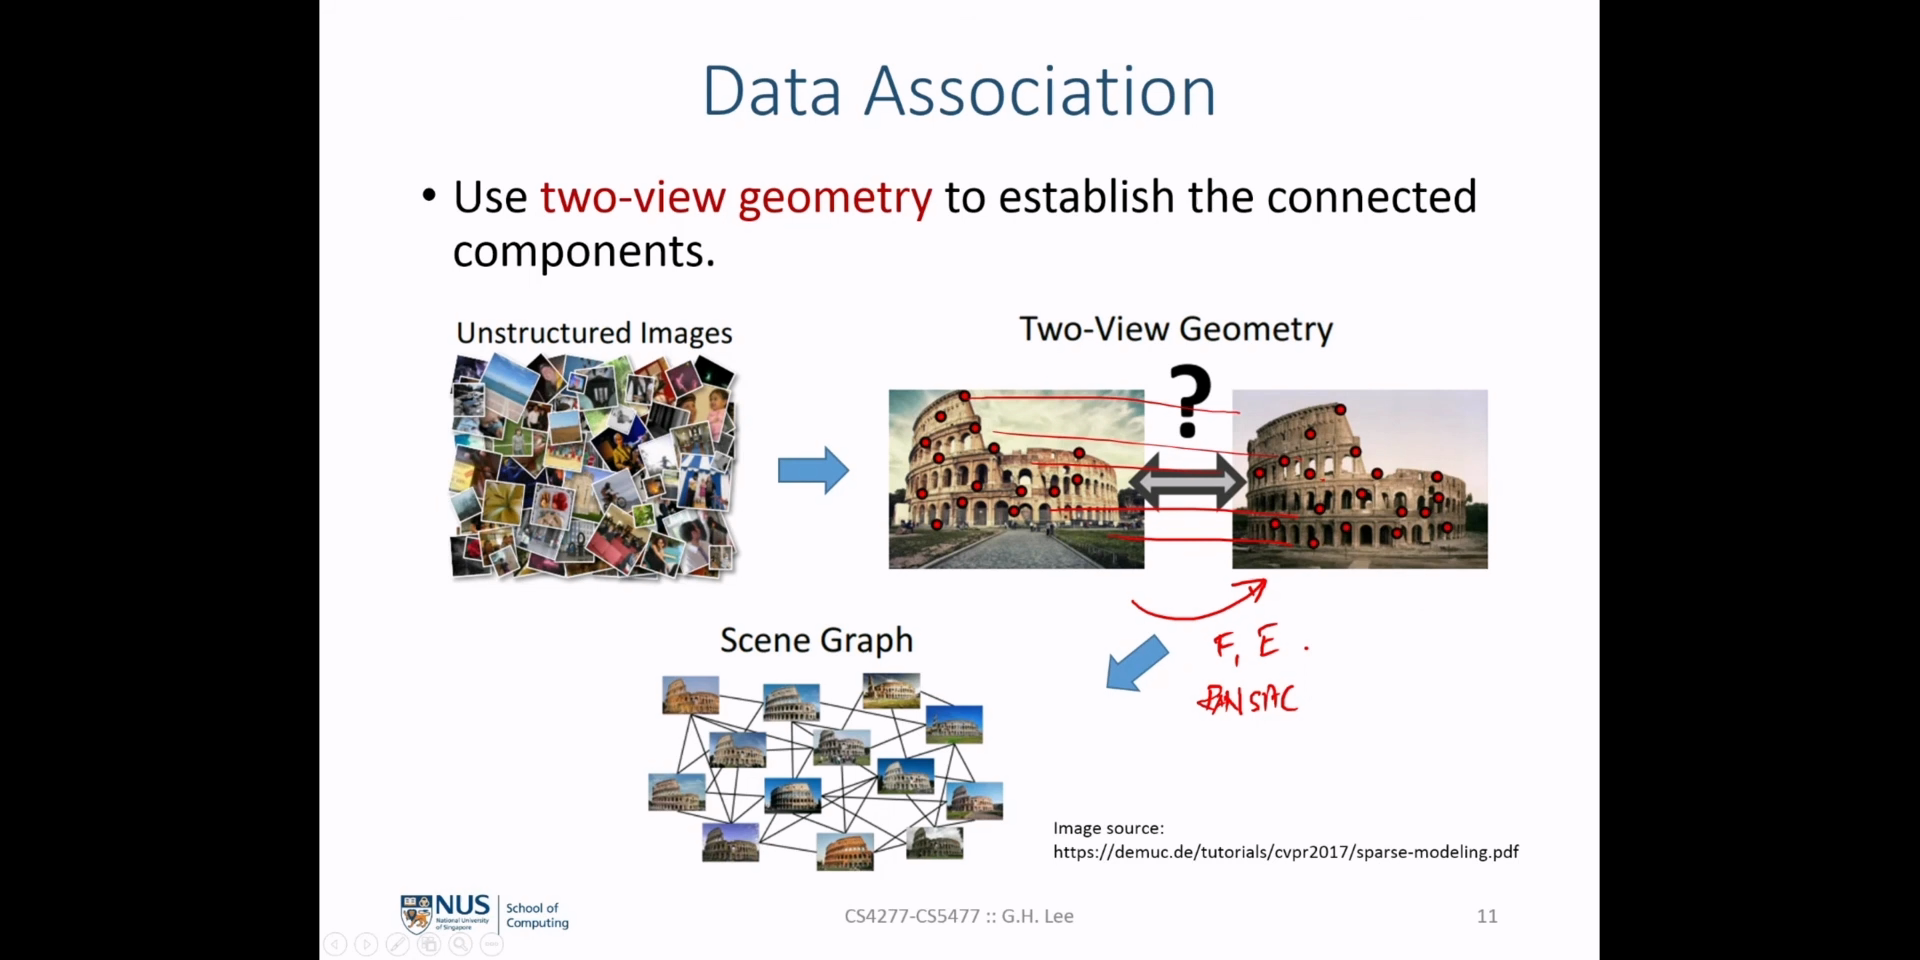 Data Association
• Use two-view geometry to establish the connected
components.
Unstructured Images
Two-View Geometry
?
F, E .
RANSAC
Scene Graph
Image source:
https://demuc.de/tutorials/cvpr2017/sparse-modeling.pdf
NUS
National University
of Singapore
School of
Computing
CS4277-CS5477 :: G.H. Lee
11